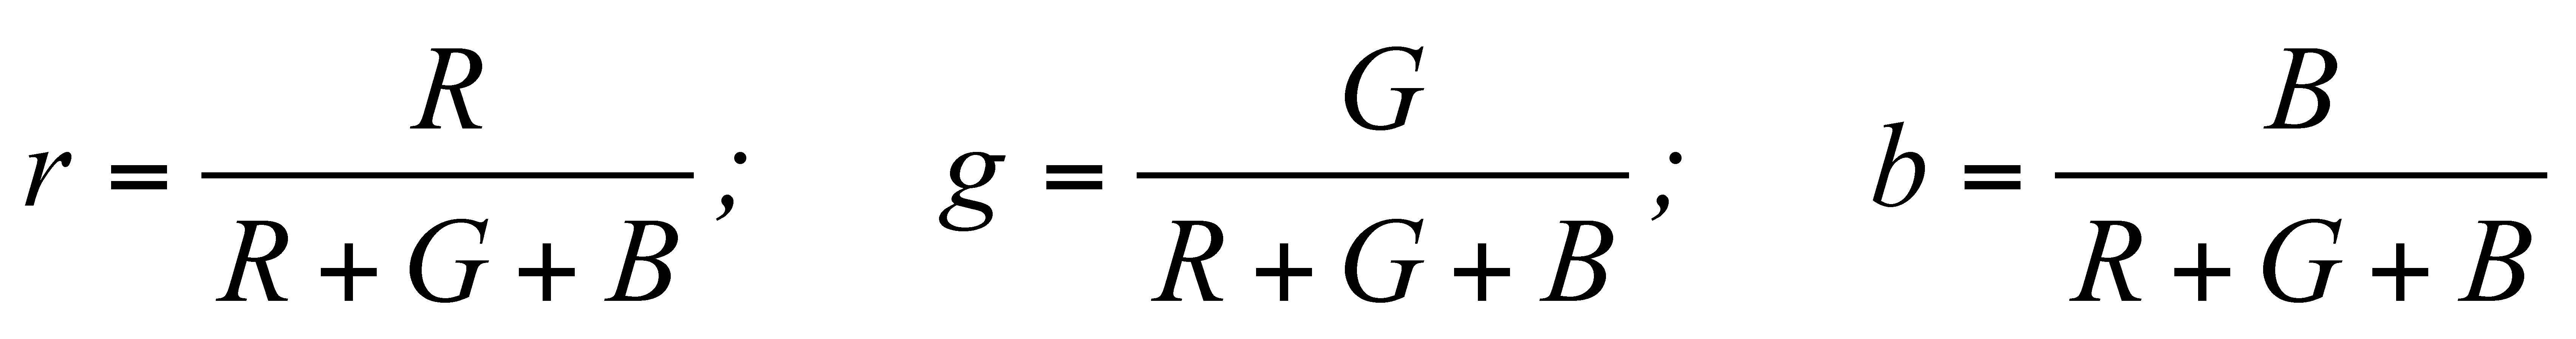 r = R / (R + G + B) ; g = G / (R + G + B) ; b = B / (R + G + B)